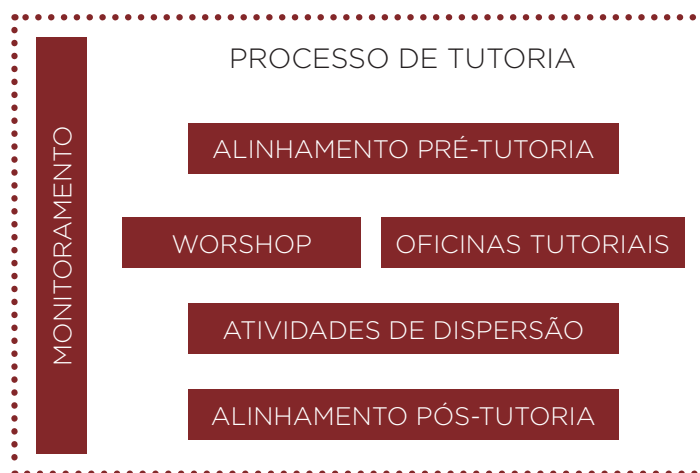 PROCESSO DE TUTORIA
MONITORAMENTO
ALINHAMENTO PRÉ-TUTORIA
WORSHOP
OFICINAS TUTORIAIS
ATIVIDADES DE DISPERSÃO
ALINHAMENTO PÓS-TUTORIA